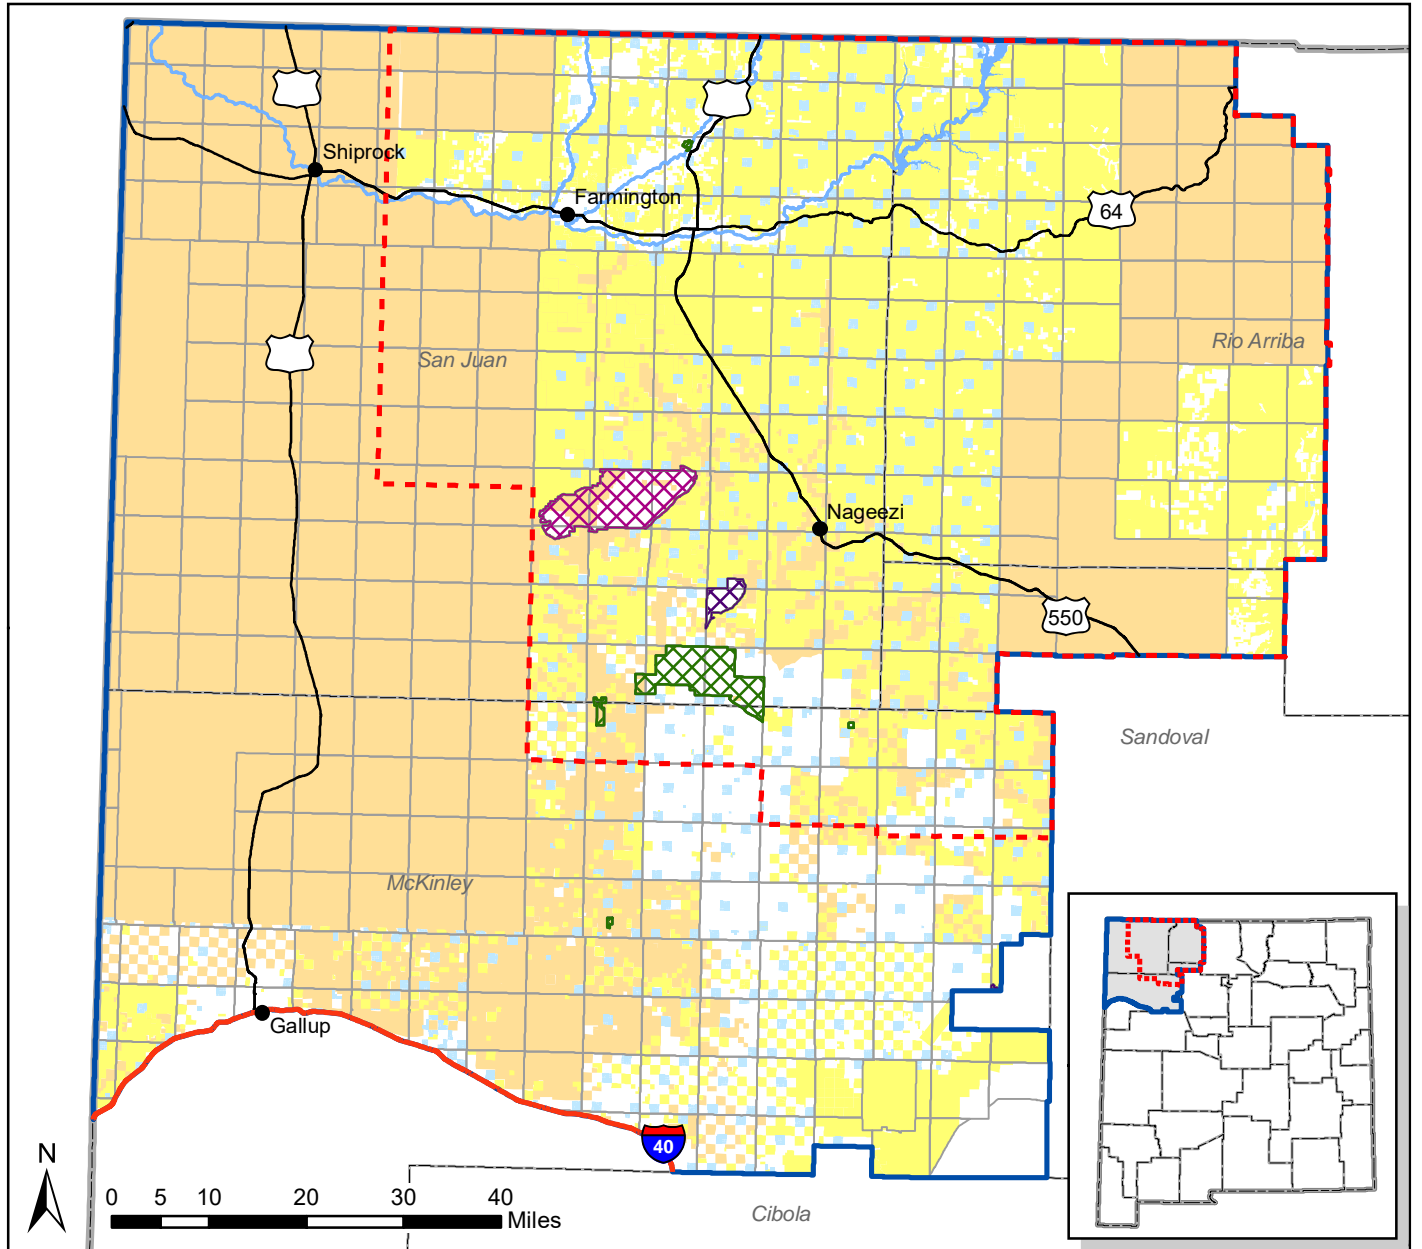 Shiprock
Farmington
64
San Juan
Rio Arriba
Nageezi
550
Sandoval
McKinley
Gallup
40
N
0 5 10 20 30 40
Miles
Cibola